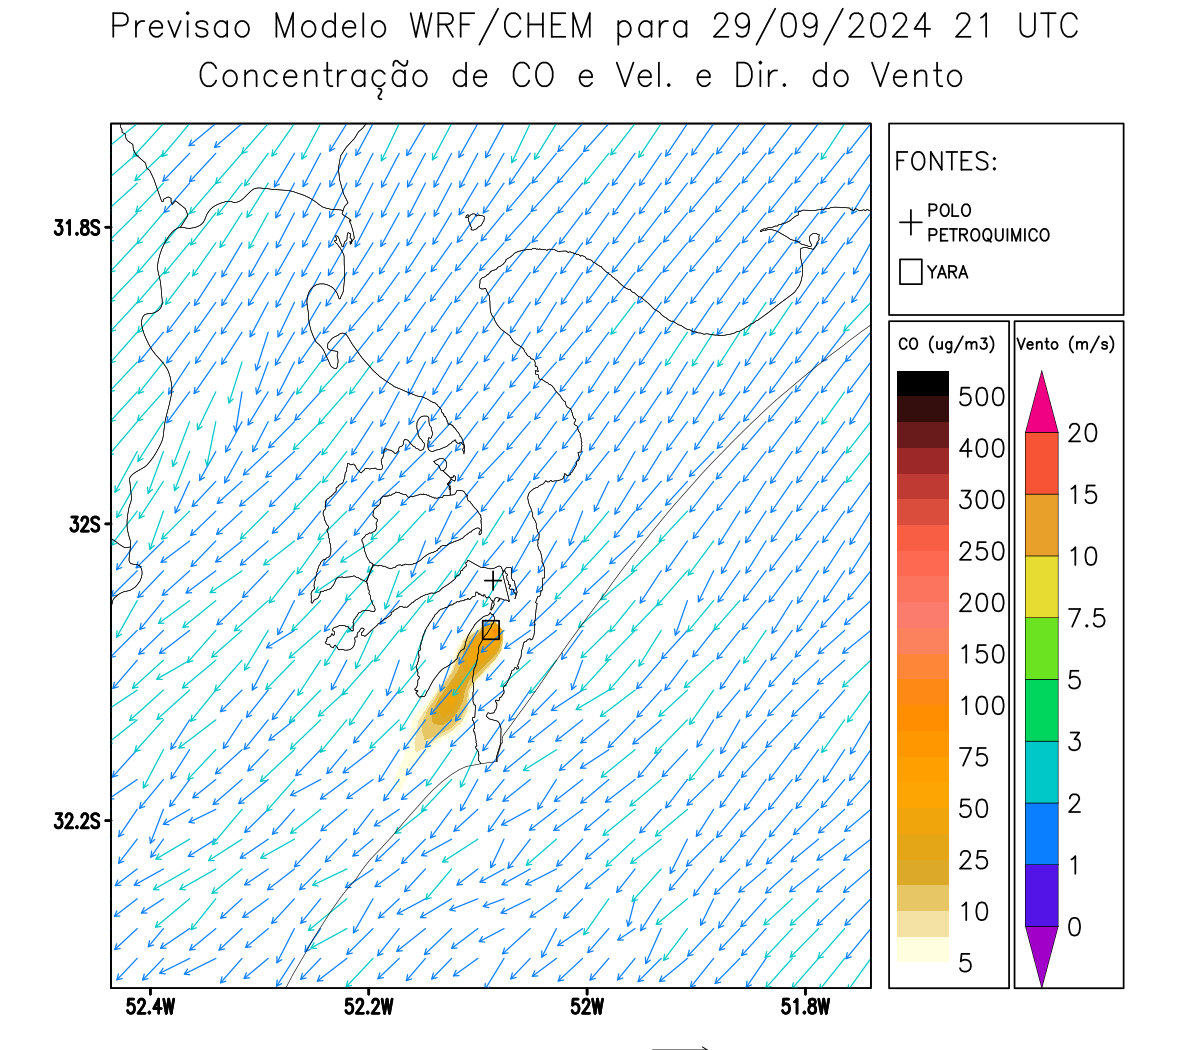 Previsao Modelo WRF/CHEM para 29/09/2024 21 UTC
Concentração de CO e Vel. e Dir. do Vento
FONTES:
POLO
PETROQUIMICO
YARA
31.8S
32S
32.2S
52.4W
52.2W
52W
51.8W
CO (ug/m3)
500
400
300
250
200
150
100
75
50
25
10
5
Vento (m/s)
20
15
10
7.5
5
3
2
1
0